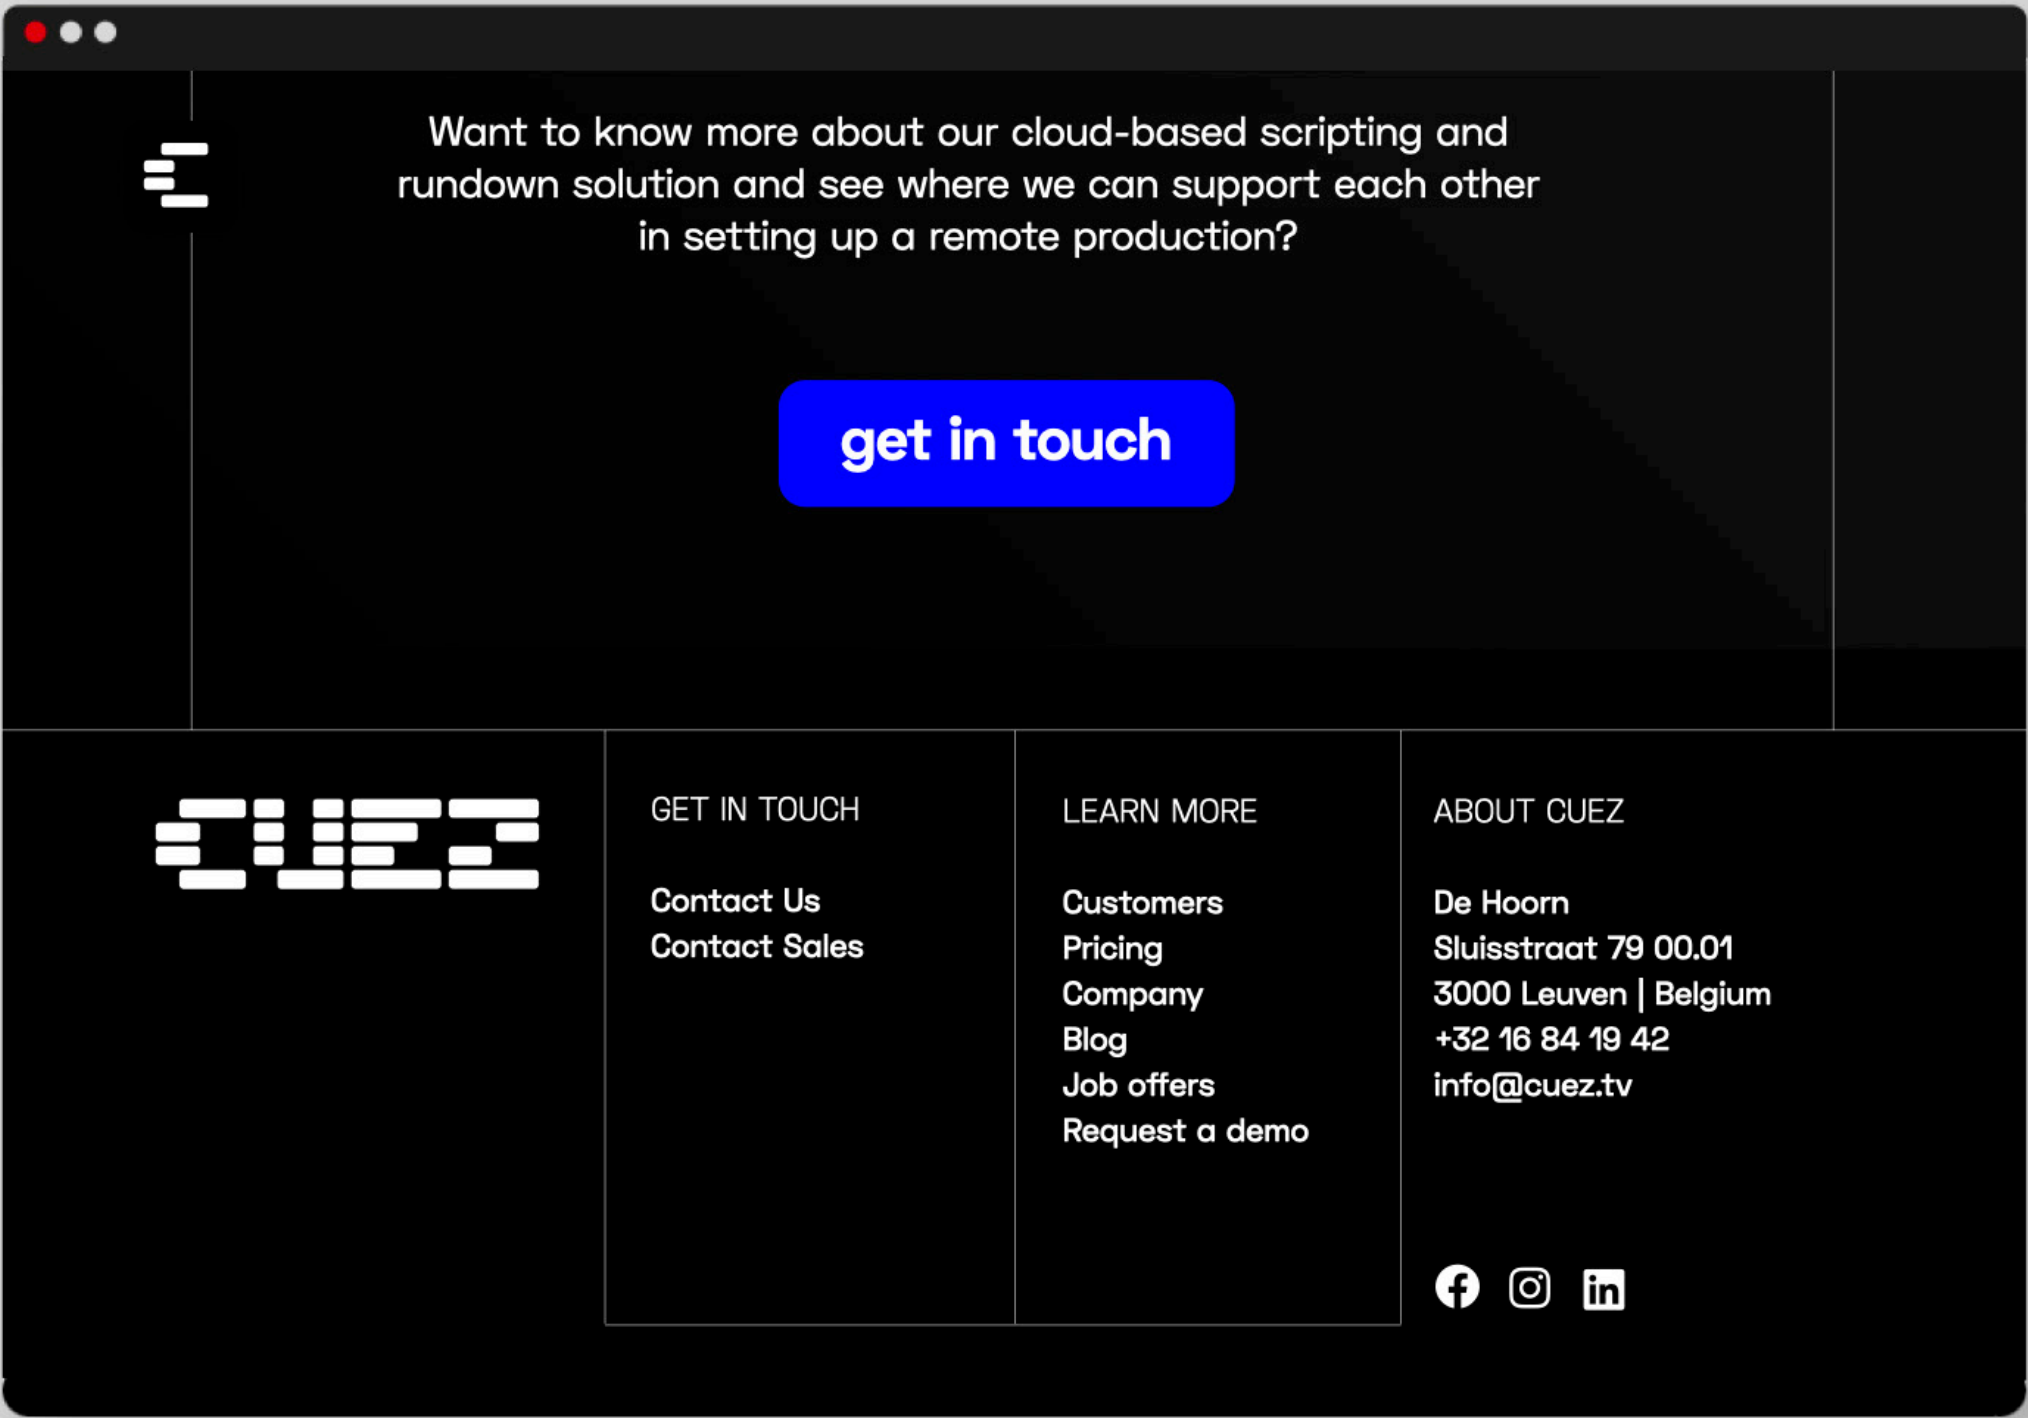 Want to know more about our cloud-based scripting and
rundown solution and see where we can support each other
in setting up a remote production?
get in touch
CUEZ
GET IN TOUCH
Contact Us
Contact Sales
LEARN MORE
Customers
Pricing
Company
Blog
Job offers
Request a demo
ABOUT CUEZ
De Hoorn
Sluisstraat 79 00.01
3000 Leuven | Belgium
+32 16 84 19 42
info@cuez.tv